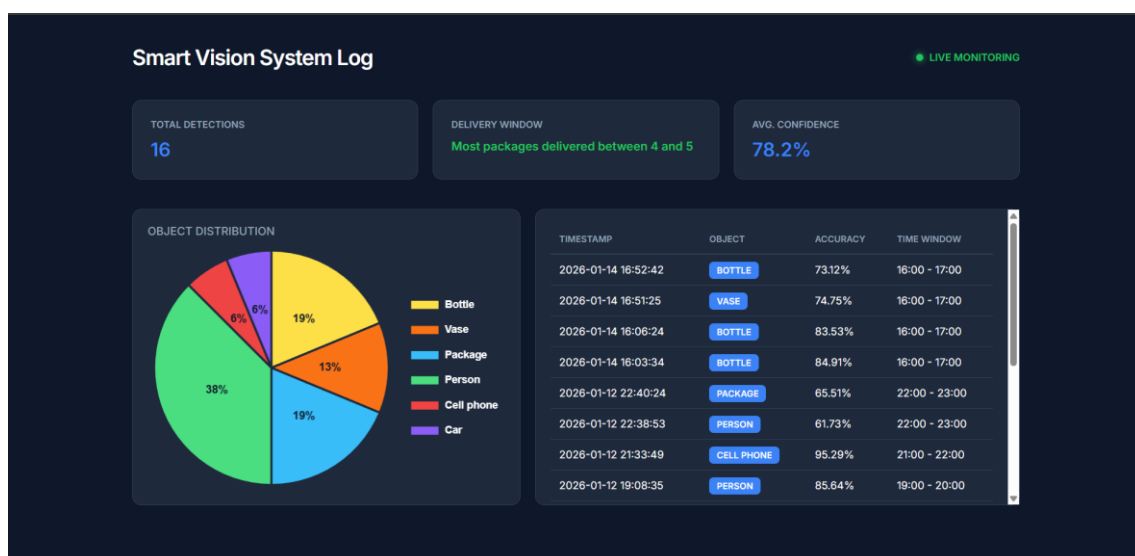 Smart Vision System Log
LIVE MONITORING
TOTAL DETECTIONS
16
DELIVERY WINDOW
Most packages delivered between 4 and 5
AVG. CONFIDENCE
78.2%
OBJECT DISTRIBUTION
19%
13%
19%
38%
6%
6%
Bottle
Vase
Package
Person
Cell phone
Car
TIMESTAMP OBJECT ACCURACY TIME WINDOW
2026-01-14 16:52:42 BOTTLE 73.12% 16:00 - 17:00
2026-01-14 16:51:25 VASE 74.75% 16:00 - 17:00
2026-01-14 16:06:24 BOTTLE 83.53% 16:00 - 17:00
2026-01-14 16:03:34 BOTTLE 84.91% 16:00 - 17:00
2026-01-12 22:40:24 PACKAGE 65.51% 22:00 - 23:00
2026-01-12 22:38:53 PERSON 61.73% 22:00 - 23:00
2026-01-12 21:33:49 CELL PHONE 95.29% 21:00 - 22:00
2026-01-12 19:08:35 PERSON 85.64% 19:00 - 20:00